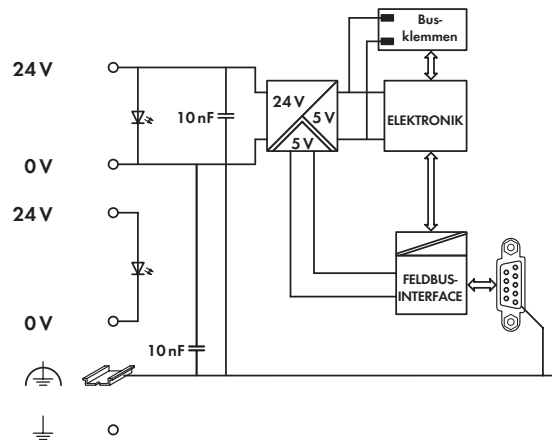 Bus-
klemmen
24 V
10 nF
24 V
5 V
5 V
ELEKTRONIK
0 V
24 V
FELDBUS-
INTERFACE
0 V
10 nF